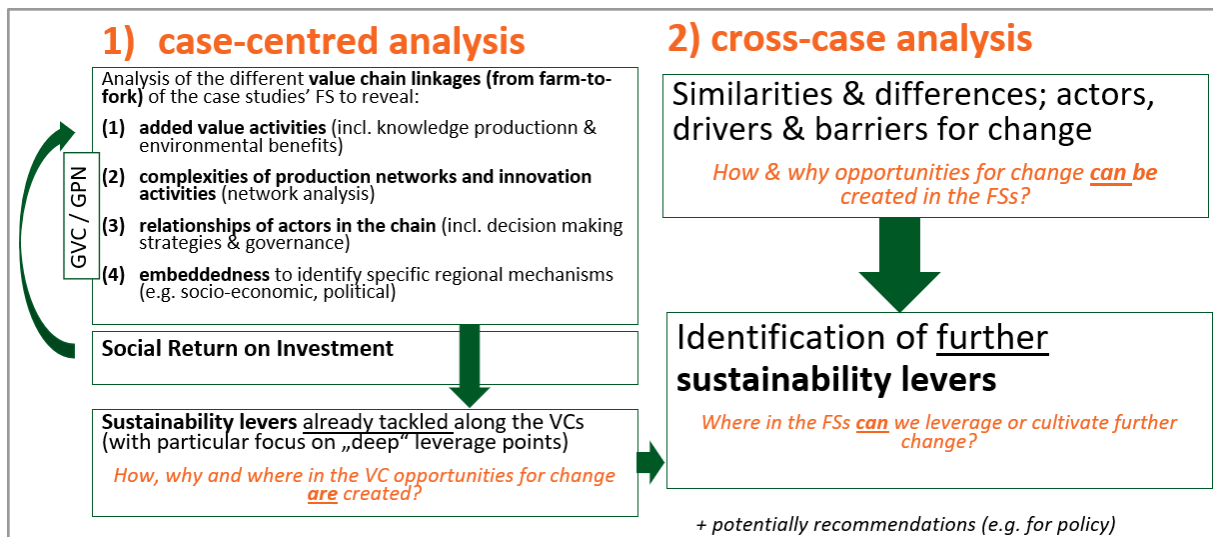 1) case-centred analysis
Analysis of the different value chain linkages (from farm-to-
fork) of the case studies' FS to reveal:
(1) added value activities (incl. knowledge productionn &
environmental benefits)
(2) complexities of production networks and innovation
activities (network analysis)
(3) relationships of actors in the chain (incl. decision making
strategies & governance)
(4) embeddedness to identify specific regional mechanisms
(e.g. socio-economic, political)
GVC / GPN
Social Return on Investment
Sustainability levers already tackled along the VCs
(with particular focus on „deep“ leverage points)
How, why and where in the VC opportunities for change
are created?
2) cross-case analysis
Similarities & differences; actors,
drivers & barriers for change
How & why opportunities for change can be
created in the FSs?
Identification of further
sustainability levers
Where in the FSs can we leverage or cultivate further
change?
+ potentially recommendations (e.g. for policy)